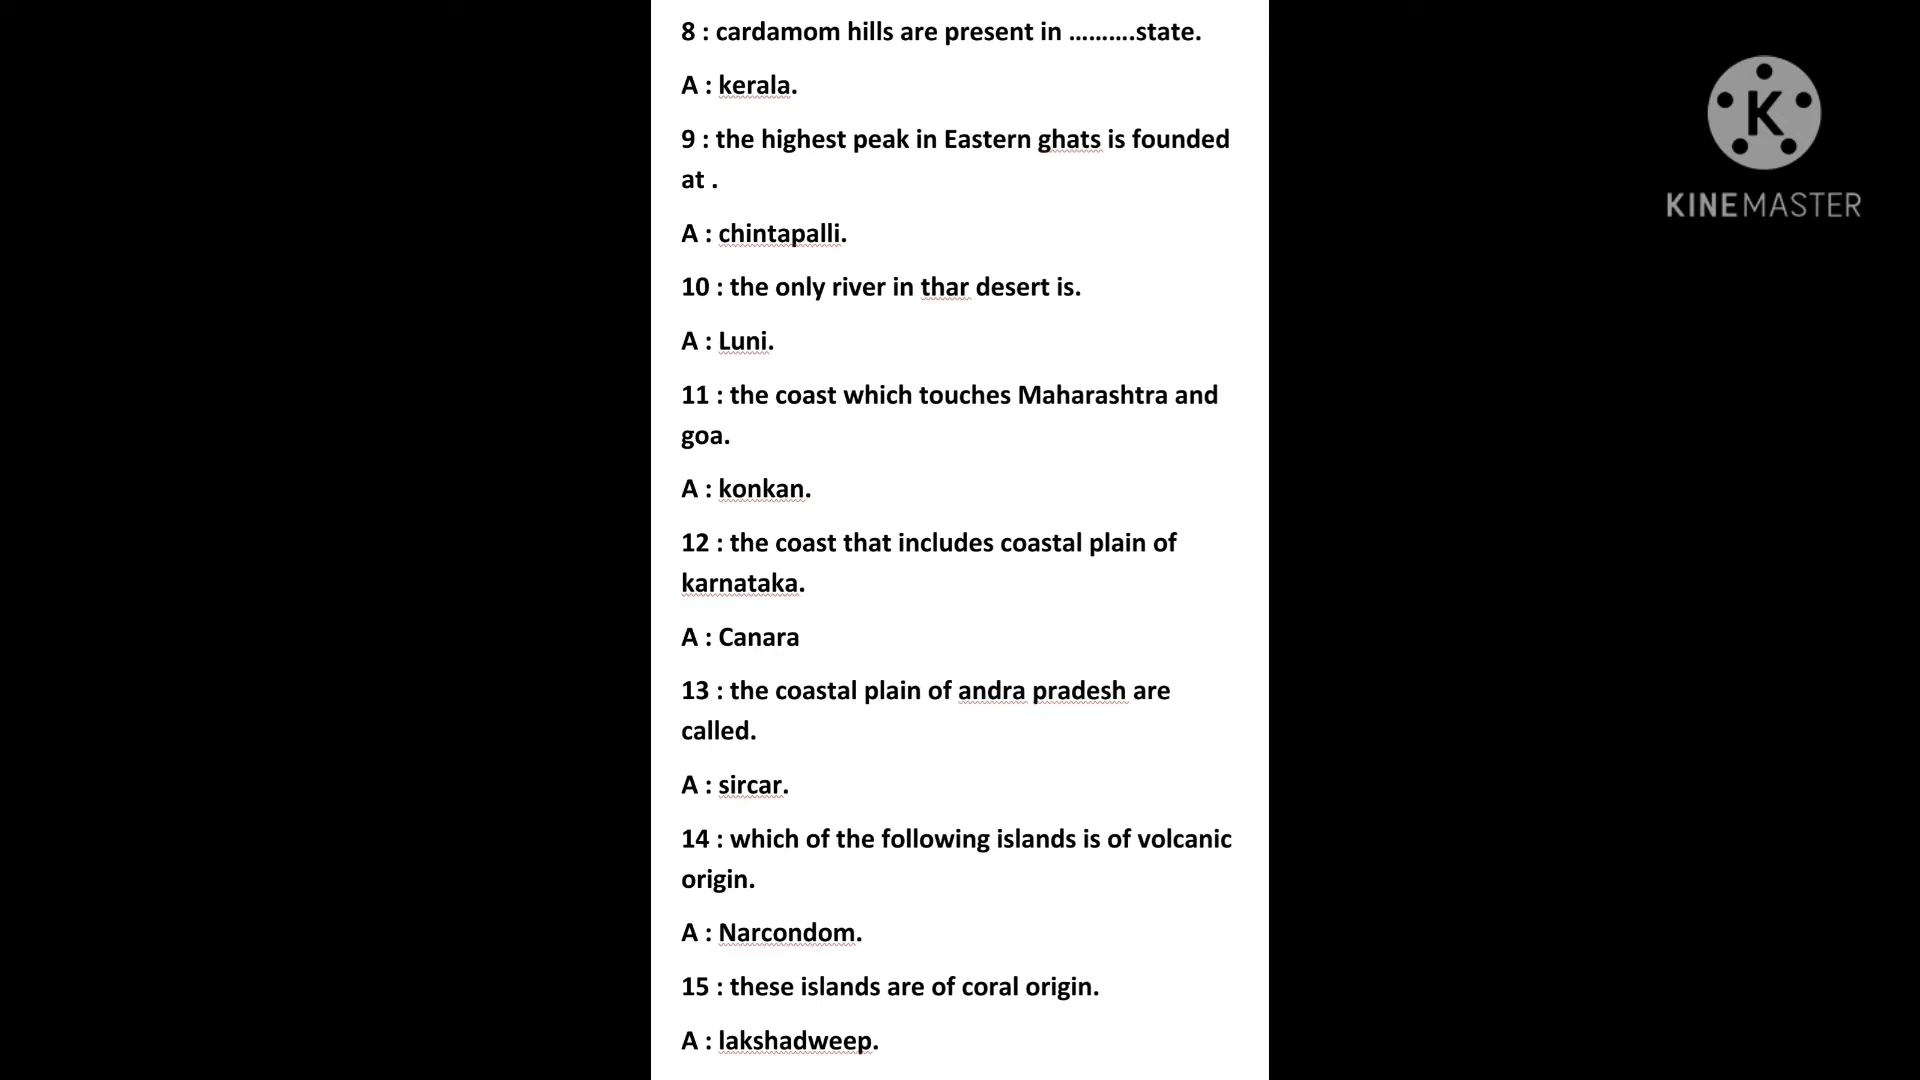 8 : cardamom hills are present in ..........state.
A : kerala.
9 : the highest peak in Eastern ghats is founded
at .
A : chintapalli.
10 : the only river in thar desert is.
A : Luni.
11 : the coast which touches Maharashtra and
goa.
A : konkan.
12 : the coast that includes coastal plain of
karnataka.
A : Canara
13 : the coastal plain of andra pradesh are
called.
A : sircar.
14 : which of the following islands is of volcanic
origin.
A : Narcondom.
15 : these islands are of coral origin.
A : lakshadweep.
K
KINEMASTER